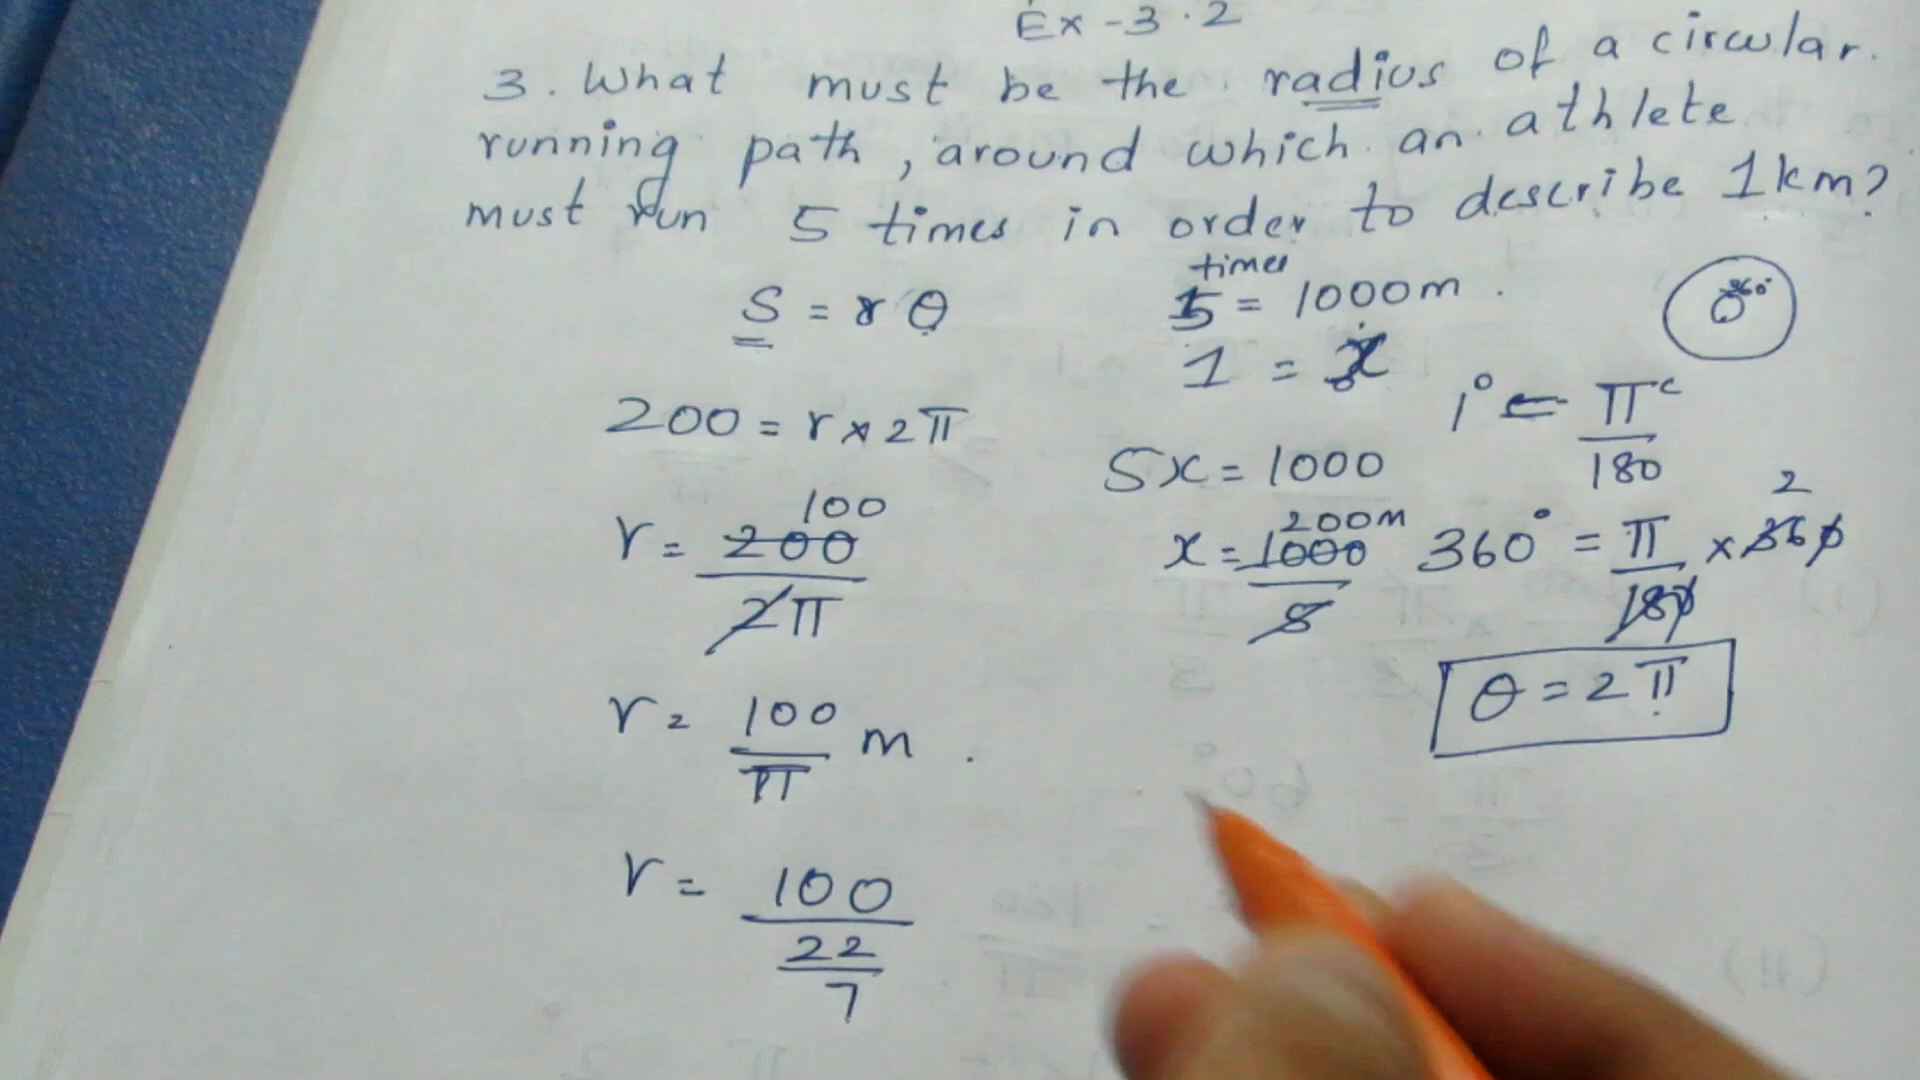 Ex - 3.2
3. What must be the radius of a circular
running path, around which an athlete
must run 5 times in order to describe 1km?
S = r θ
200 = r × 2π
r = 200 / 2π 100
r = 100 / π m.
r = 100 / 22 / 7
times
5 = 1000m.
1 = x
5x = 1000
x = 1000 / 5 200m
360°
1° = π^c / 180
360° = π / 180 × 360 2
θ = 2π